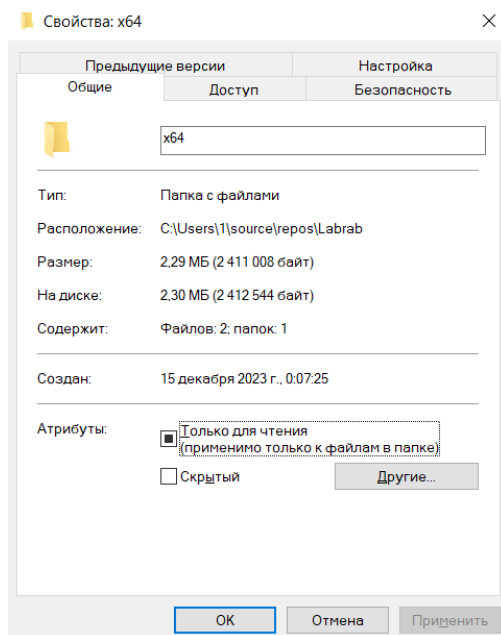 Свойства: x64
Предыдущие версии Настройка
Общие Доступ Безопасность
x64
Тип: Папка с файлами
Расположение: C:\Users\1\source\repos\Labrab
Размер: 2,29 МБ (2 411 008 байт)
На диске: 2,30 МБ (2 412 544 байт)
Содержит: Файлов: 2; папок: 1
Создан: 15 декабря 2023 г., 0:07:25
Атрибуты: Только для чтения
(применимо только к файлам в папке)
Скрытый Другие...
ОК Отмена Применить